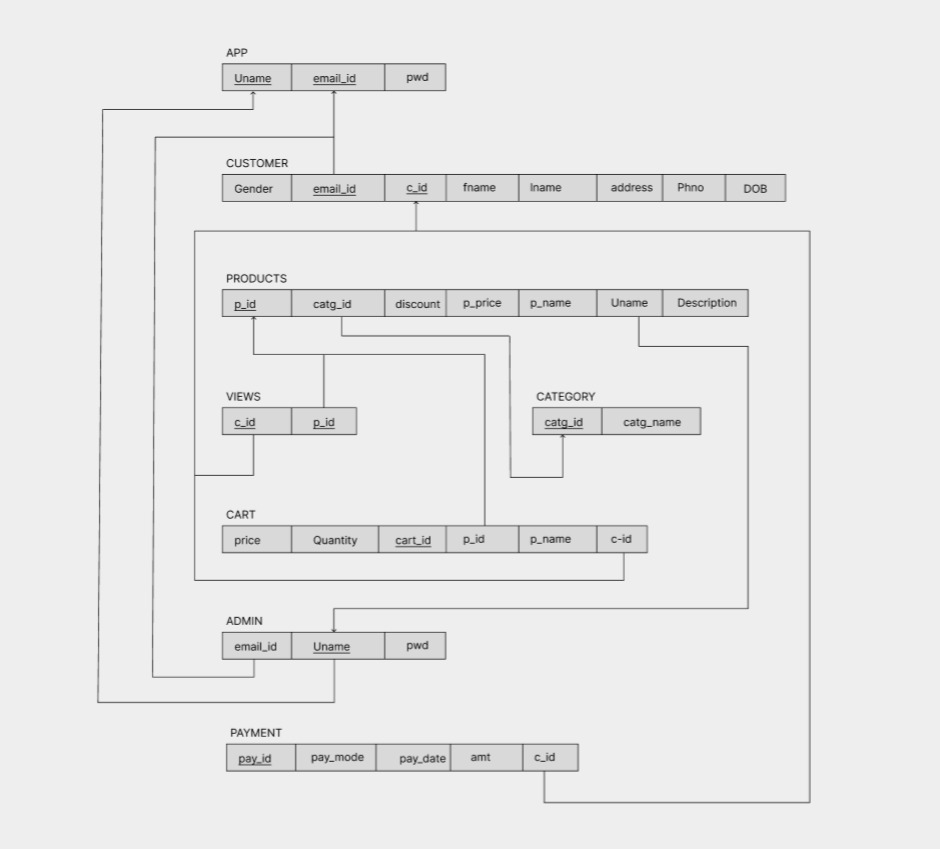 APP
Uname email_id pwd
CUSTOMER
Gender email_id c_id fname lname address Phno DOB
PRODUCTS
p_id catg_id discount p_price p_name Uname Description
VIEWS
c_id p_id
CATEGORY
catg_id catg_name
CART
price Quantity cart_id p_id p_name c-id
ADMIN
email_id Uname pwd
PAYMENT
pay_id pay_mode pay_date amt c_id